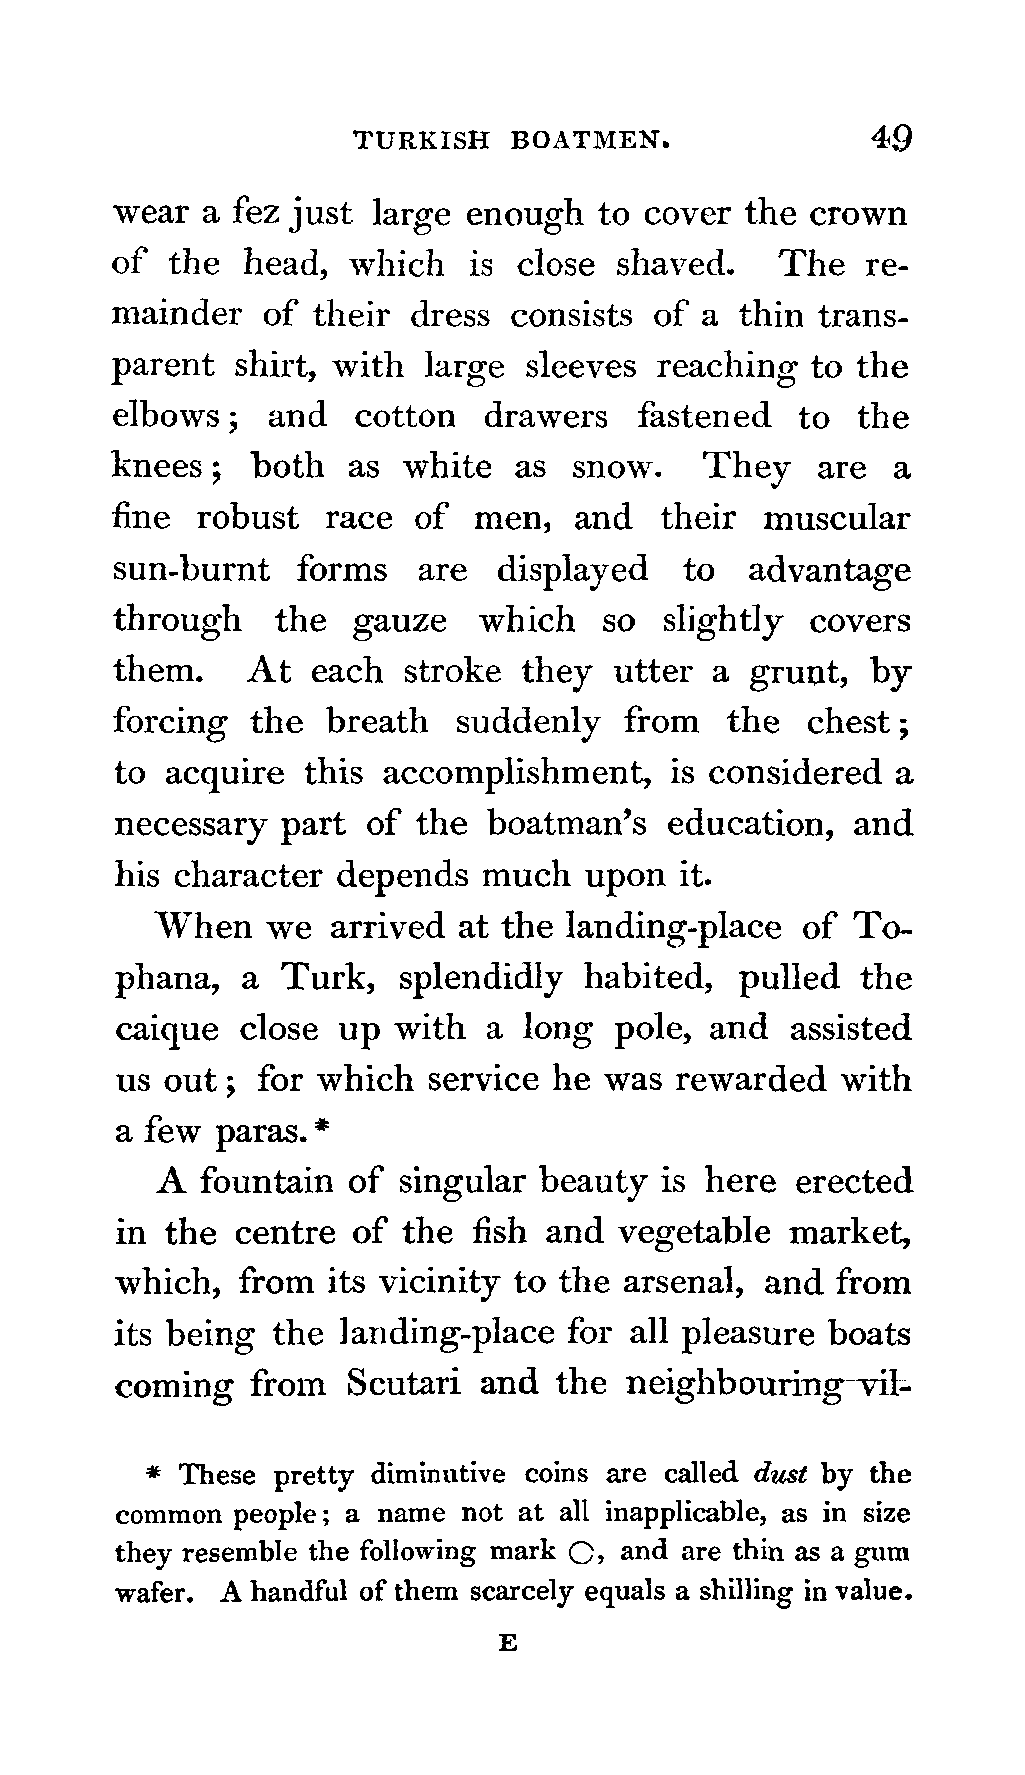 TURKISH BOATMEN. 49
wear a fez just large enough to cover the crown
of the head, which is close shaved. The re-
mainder of their dress consists of a thin trans-
parent shirt, with large sleeves reaching to the
elbows; and cotton drawers fastened to the
knees; both as white as snow. They are a
fine robust race of men, and their muscular
sun-burnt forms are displayed to advantage
through the gauze which so slightly covers
them. At each stroke they utter a grunt, by
forcing the breath suddenly from the chest;
to acquire this accomplishment, is considered a
necessary part of the boatman's education, and
his character depends much upon it.
When we arrived at the landing-place of To-
phana, a Turk, splendidly habited, pulled the
caique close up with a long pole, and assisted
us out; for which service he was rewarded with
a few paras.*
A fountain of singular beauty is here erected
in the centre of the fish and vegetable market,
which, from its vicinity to the arsenal, and from
its being the landing-place for all pleasure boats
coming from Scutari and the neighbouring vil-
* These pretty diminutive coins are called dust by the
common people; a name not at all inapplicable, as in size
they resemble the following mark O, and are thin as a gum
wafer. A handful of them scarcely equals a shilling in value.
E